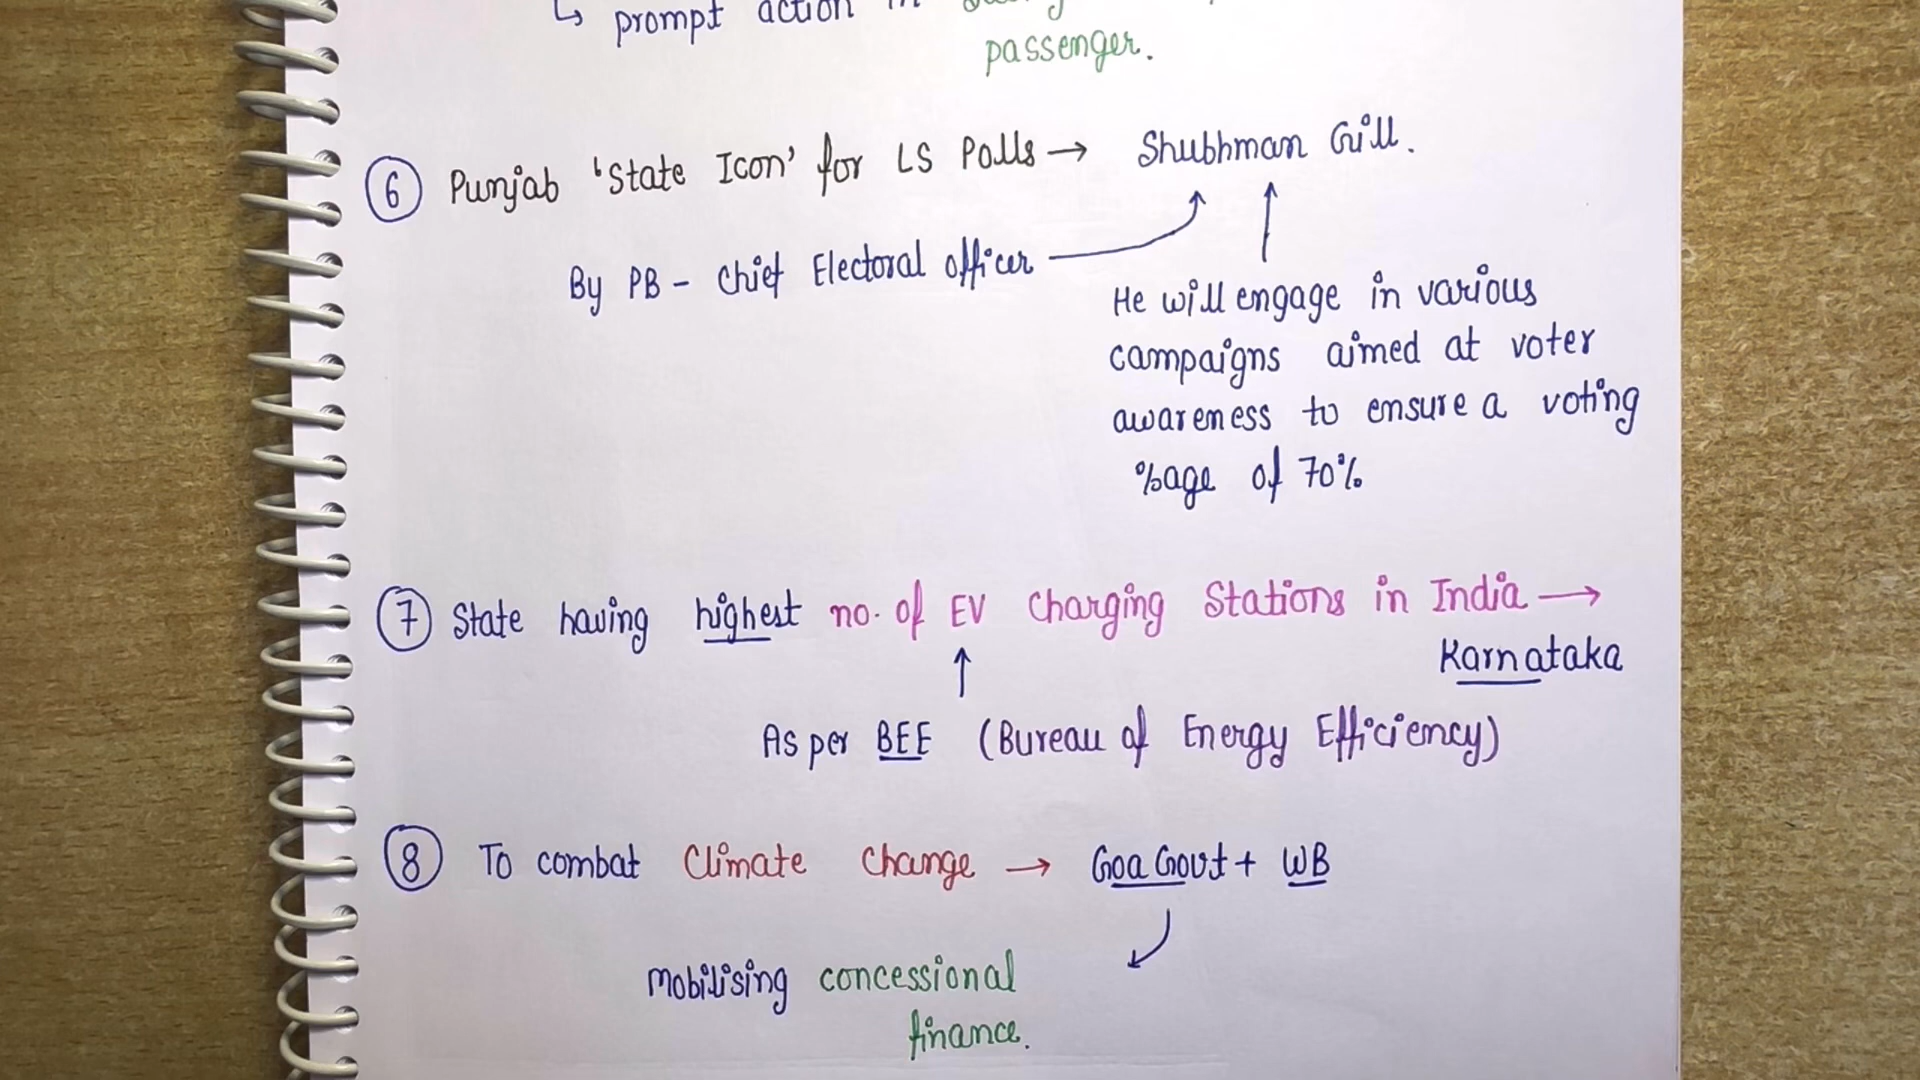 ↳ prompt action in
passenger.
⑥ Punjab 'State Icon' for LS Polls → Shubhman Gill.
By PB - Chief Electoral officer
He will engage in various
campaigns aimed at voter
awareness to ensure a voting
%age of 70%
⑦ State having highest no. of EV Charging Stations in India →
Karnataka
As per BEE (Bureau of Energy Efficiency)
⑧ To combat Climate Change → Goa Govt + WB
Mobilising concessional
finance.